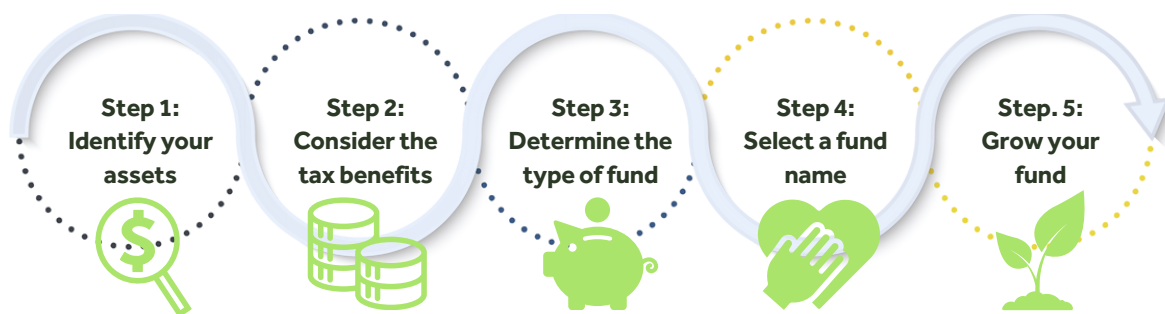 Step 1:
Identify your
assets
Step 2:
Consider the
tax benefits
Step 3:
Determine the
type of fund
Step 4:
Select a fund
name
Step. 5:
Grow your
fund
$